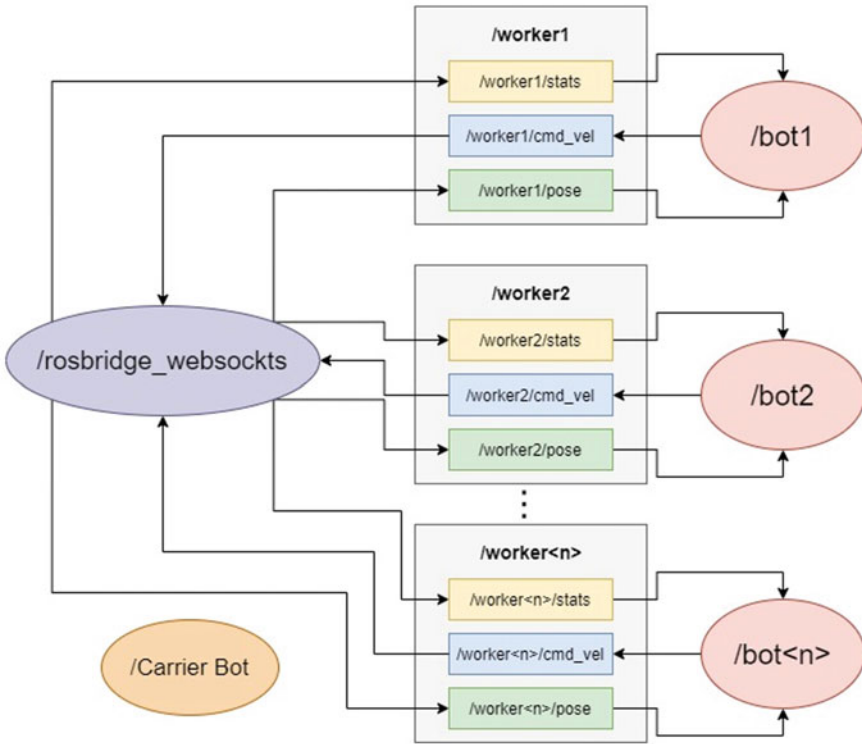 /worker1
/worker1/stats
/worker1/cmd_vel
/worker1/pose
/bot1
/rosbridge_websockts
/worker2
/worker2/stats
/worker2/cmd_vel
/worker2/pose
/bot2
/worker<n>
/worker<n>/stats
/worker<n>/cmd_vel
/worker<n>/pose
/bot<n>
/Carrier Bot